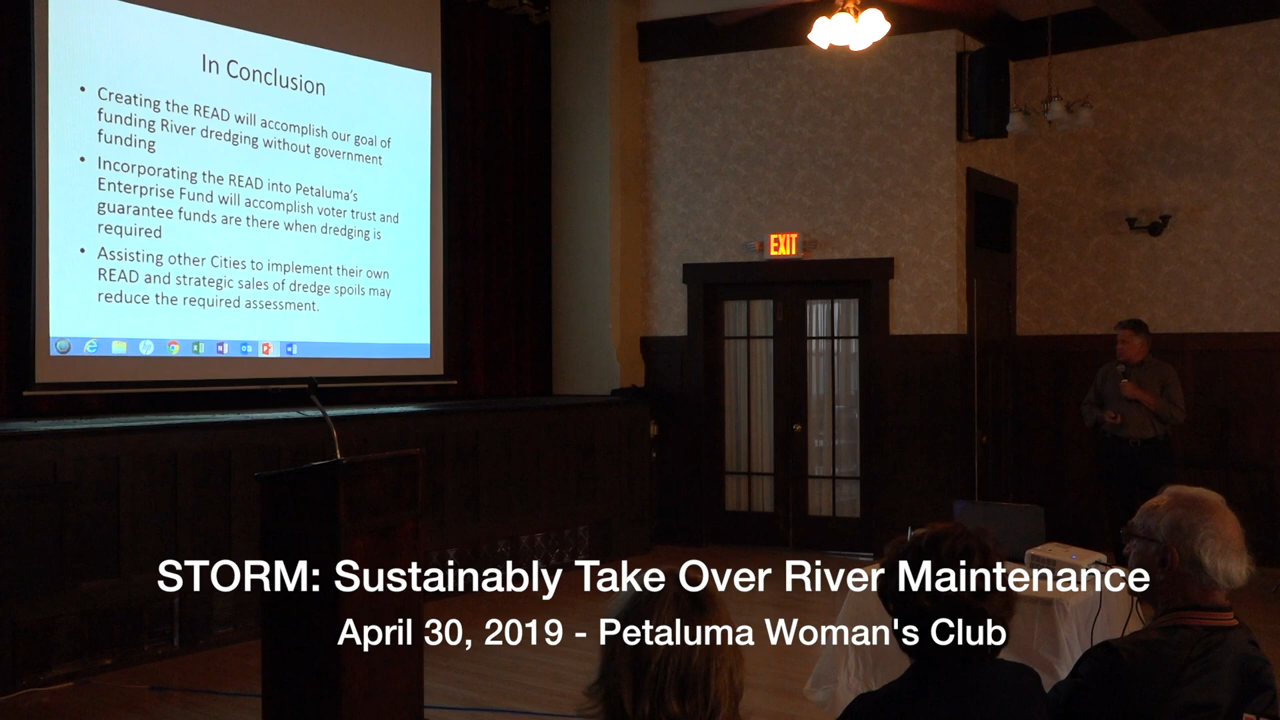 In Conclusion
• Creating the READ will accomplish our goal of
funding River dredging without government
funding
• Incorporating the READ into Petaluma's
Enterprise Fund will accomplish voter trust and
guarantee funds are there when dredging is
required
• Assisting other Cities to implement their own
READ and strategic sales of dredge spoils may
reduce the required assessment.
EXIT
STORM: Sustainably Take Over River Maintenance
April 30, 2019 - Petaluma Woman's Club